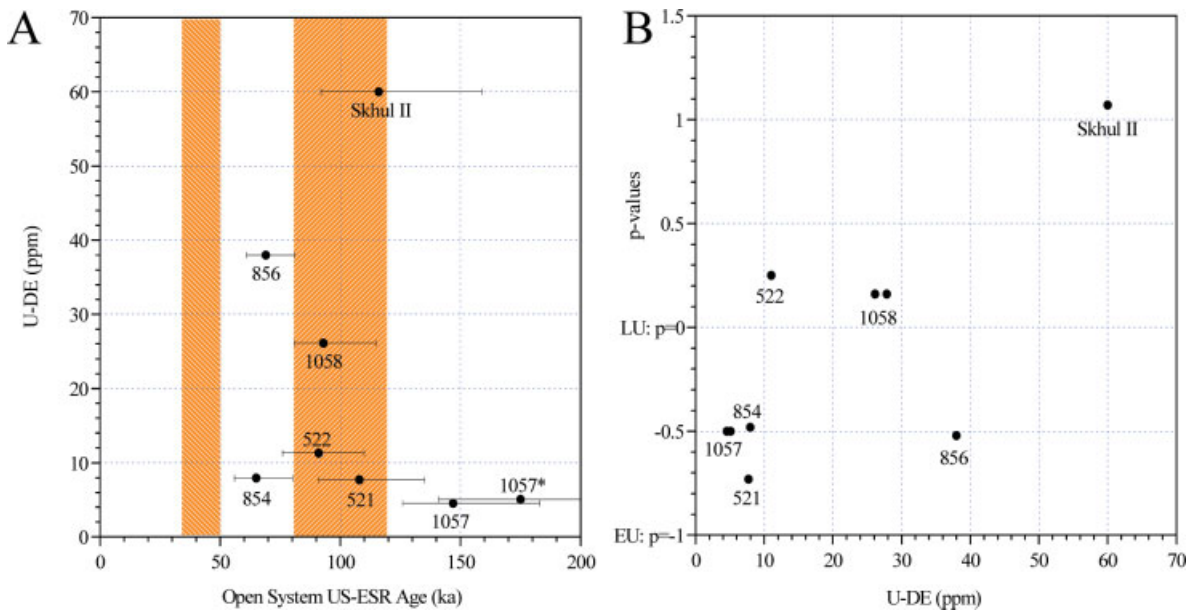 A
U-DE (ppm)
70
60
50
40
30
20
10
0
Skhul II
856
1058
522
854
521
1057*
1057
0 50 100 150 200
Open System US-ESR Age (ka)
B
p-values
1.5
1
0.5
LU: p=0
-0.5
EU: p=-1
Skhul II
522
1058
854
1057
856
521
0 10 20 30 40 50 60 70
U-DE (ppm)